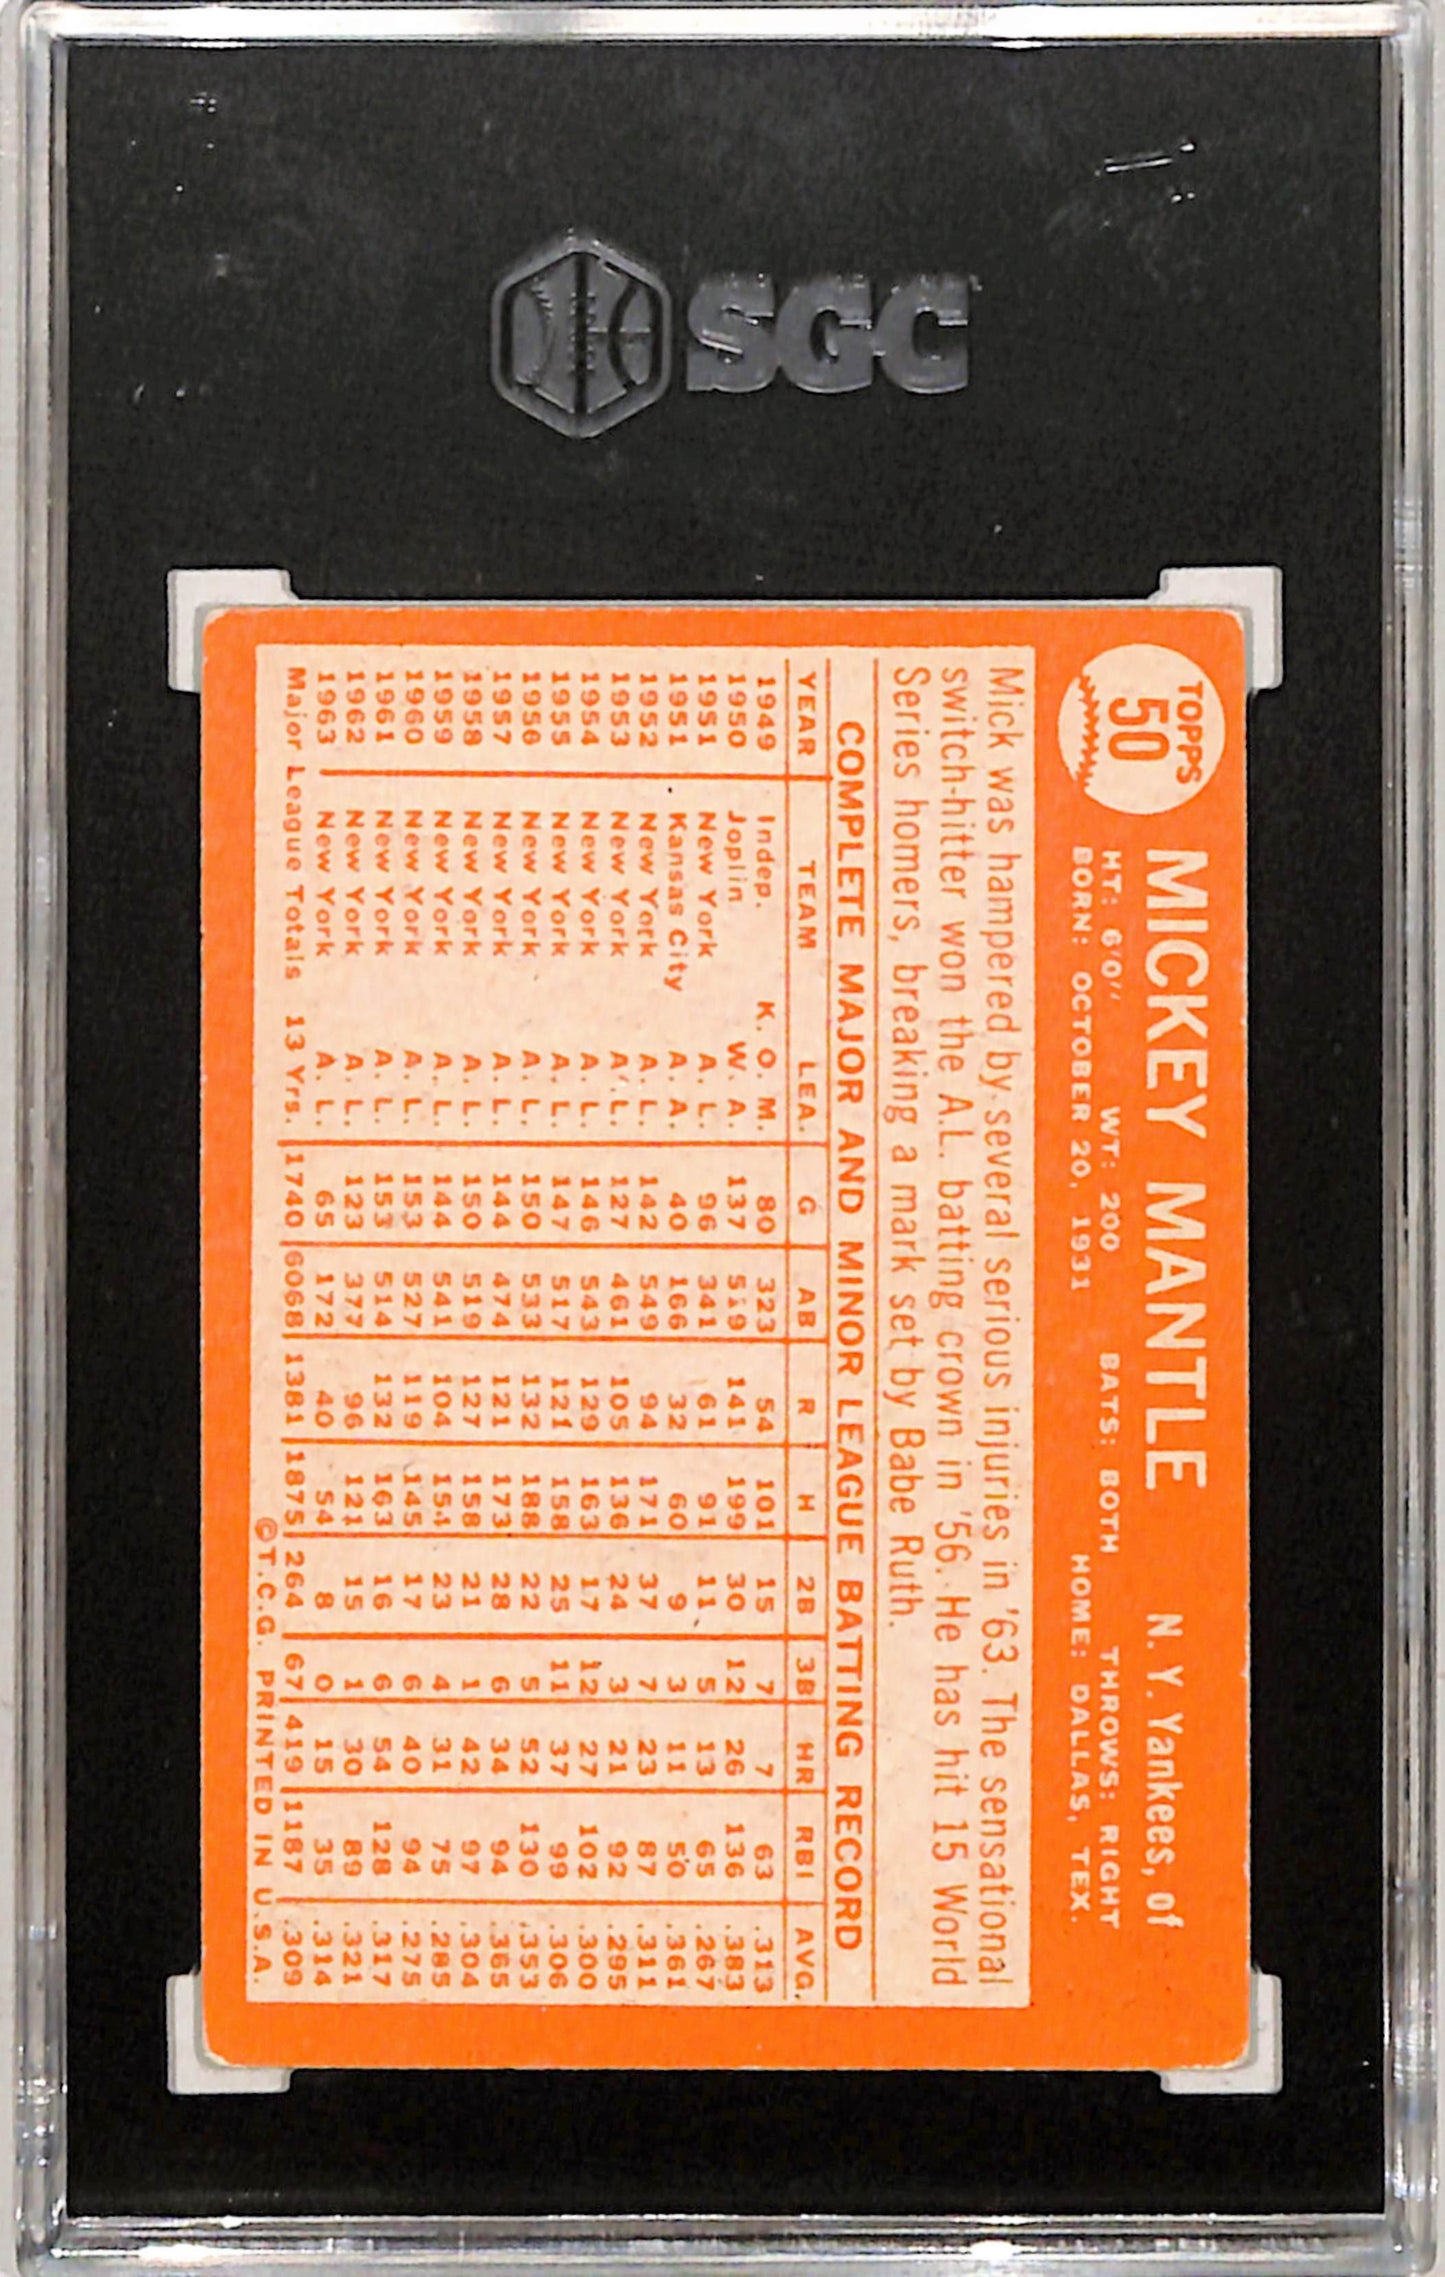 SGC
TOPPS
50
MICKEY MANTLE N. Y. Yankees, of
HT: 6'0" WT: 200 BATS: BOTH THROWS: RIGHT
BORN: OCTOBER 20, 1931 HOME: DALLAS, TEX.
Mick was hampered by several serious injuries in '63. The sensational
switch-hitter won the A.L. batting crown in '56. He has hit 15 World
Series homers, breaking a mark set by Babe Ruth.
COMPLETE MAJOR AND MINOR LEAGUE BATTING RECORD
YEAR TEAM LEA. G AB R H 2B 3B HR RBI AVG.
1949 Indep. K. O. M. 80 323 54 101 15 7 7 63 .313
1950 Joplin W. A. 137 519 141 199 30 12 26 136 .383
1951 New York A. L. 96 341 61 91 11 5 13 65 .267
1951 Kansas City A. A. 40 166 32 60 9 3 11 50 .361
1952 New York A. L. 142 549 94 171 37 7 23 87 .311
1953 New York A. L. 127 461 105 136 24 3 21 92 .295
1954 New York A. L. 146 543 129 163 17 12 27 102 .300
1955 New York A. L. 147 517 121 158 25 11 37 99 .306
1956 New York A. L. 150 533 132 188 22 5 52 130 .353
1957 New York A. L. 144 474 121 173 28 6 34 94 .365
1958 New York A. L. 150 519 127 158 21 1 42 97 .304
1959 New York A. L. 144 541 104 154 23 4 31 75 .285
1960 New York A. L. 153 527 119 145 17 6 40 94 .275
1961 New York A. L. 153 514 132 163 16 6 54 128 .317
1962 New York A. L. 123 377 96 121 15 1 30 89 .321
1963 New York A. L. 65 172 40 54 8 0 15 35 .314
Major League Totals 13 Yrs. 1740 6068 1381 1875 264 67 419 1187 .309
©T.C.G. PRINTED IN U.S.A.